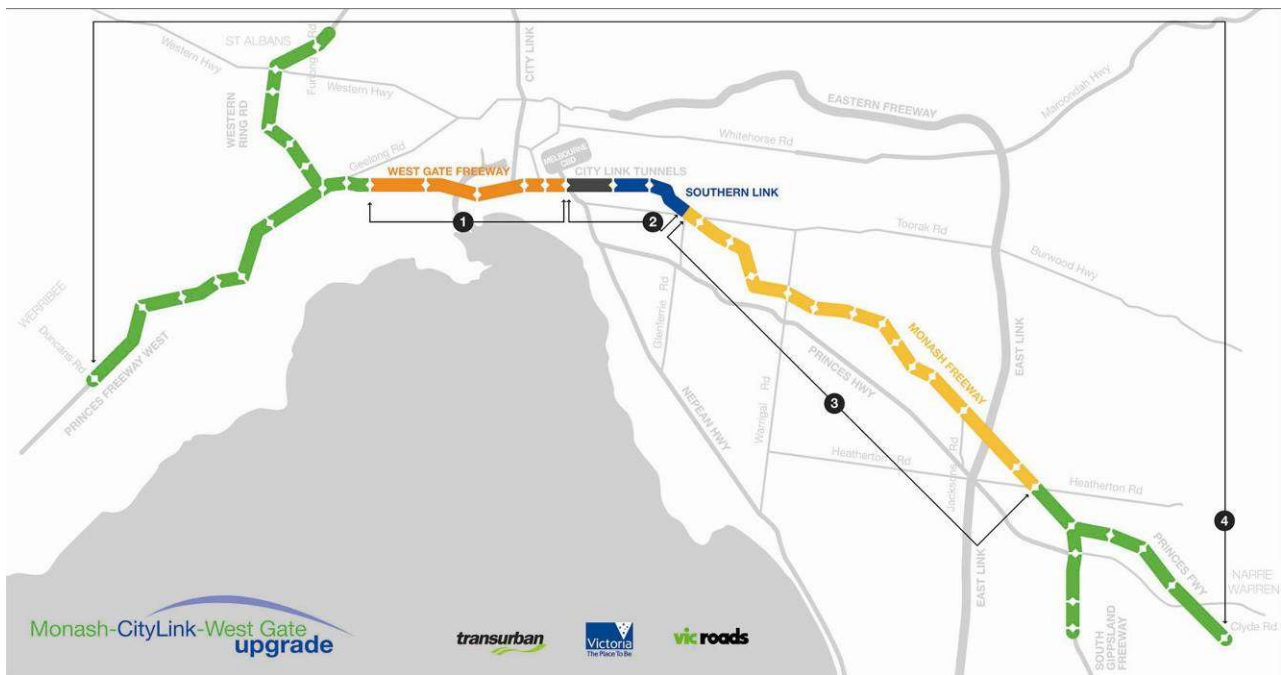 ST ALBANS
Western Hwy
Furlong Rd
Western Hwy
WESTERN
RING RD
Geelong Rd
CITY LINK
EASTERN FREEWAY
Maroondah Hwy
Whitehorse Rd
MELBOURNE
CBD
WEST GATE FREEWAY
CITY LINK TUNNELS
SOUTHERN LINK
1
2
Toorak Rd
Burwood Hwy
WERRIBEE
Duncans Rd
PRINCES FREEWAY WEST
Glenferrie Rd
PRINCES HWY
MONASH FREEWAY
EAST LINK
NEPEAN HWY
Warrigal Rd
3
Heatherton Rd
Jacksons Rd
Heatherton Rd
4
EAST LINK
PRINCES FWY
NARRE
WARREN
Clyde Rd
SOUTH
GIPPSLAND
FREEWAY
Monash-CityLink-West Gate
upgrade
transurban
Victoria
The Place To Be
vicroads